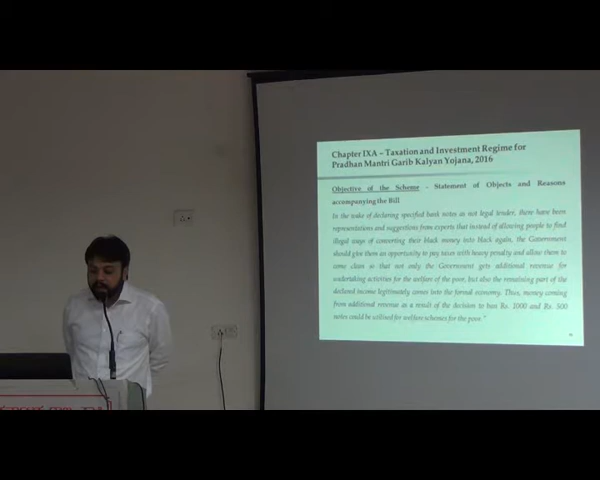 Chapter IXA – Taxation and Investment Regime for
Pradhan Mantri Garib Kalyan Yojana, 2016
Objective of the Scheme - Statement of Objects and Reasons
accompanying the Bill
In the wake of declaring specified bank notes as not legal tender, there have been
representations and suggestions from experts that instead of allowing people to find
illegal ways of converting their black money into black again, the Government
should give them an opportunity to pay taxes with heavy penalty and allow them to
come clean so that not only the Government gets additional revenue for
undertaking activities for the welfare of the poor, but also the remaining part of the
declared income legitimately comes into the formal economy. Thus, money coming
from additional revenue as a result of the decision to ban Rs. 1000 and Rs. 500
notes could be utilised for welfare schemes for the poor."